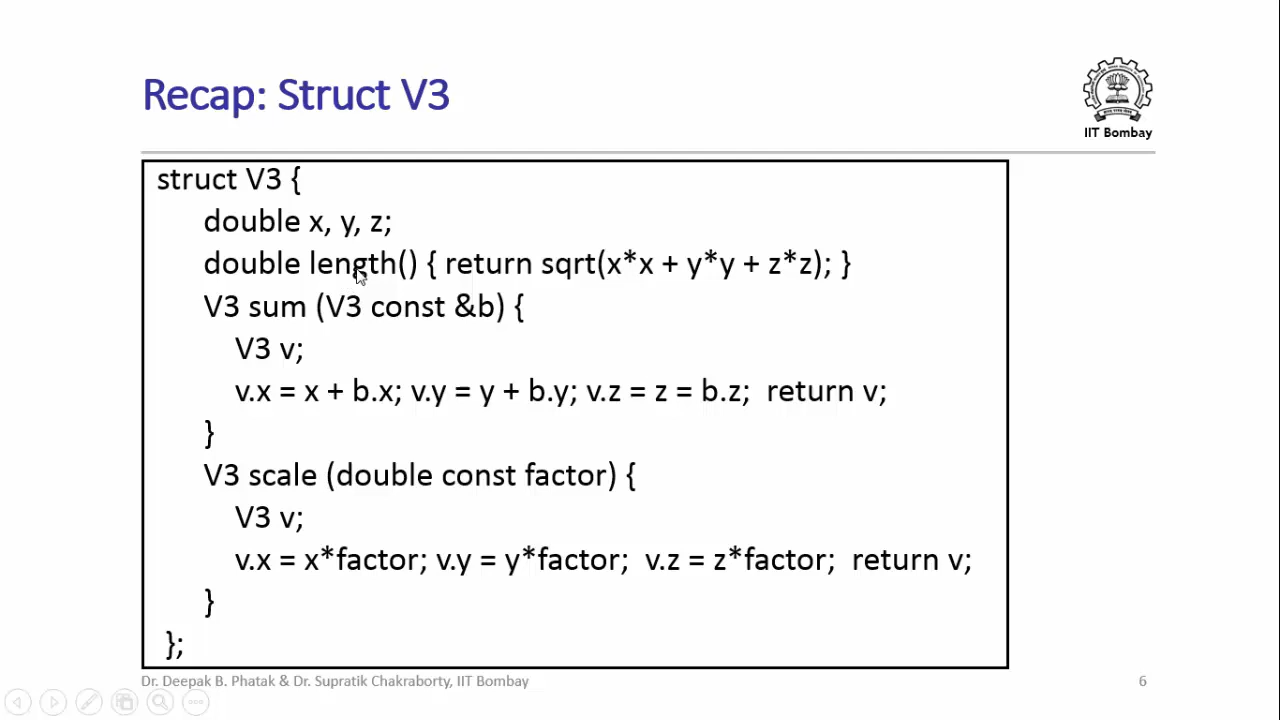 Recap: Struct V3
IIT Bombay
struct V3 {
double x, y, z;
double length() { return sqrt(x*x + y*y + z*z); }
V3 sum (V3 const &b) {
V3 v;
v.x = x + b.x; v.y = y + b.y; v.z = z = b.z;  return v;
}
V3 scale (double const factor) {
V3 v;
v.x = x*factor; v.y = y*factor;  v.z = z*factor;  return v;
}
};
Dr. Deepak B. Phatak & Dr. Supratik Chakraborty, IIT Bombay
6